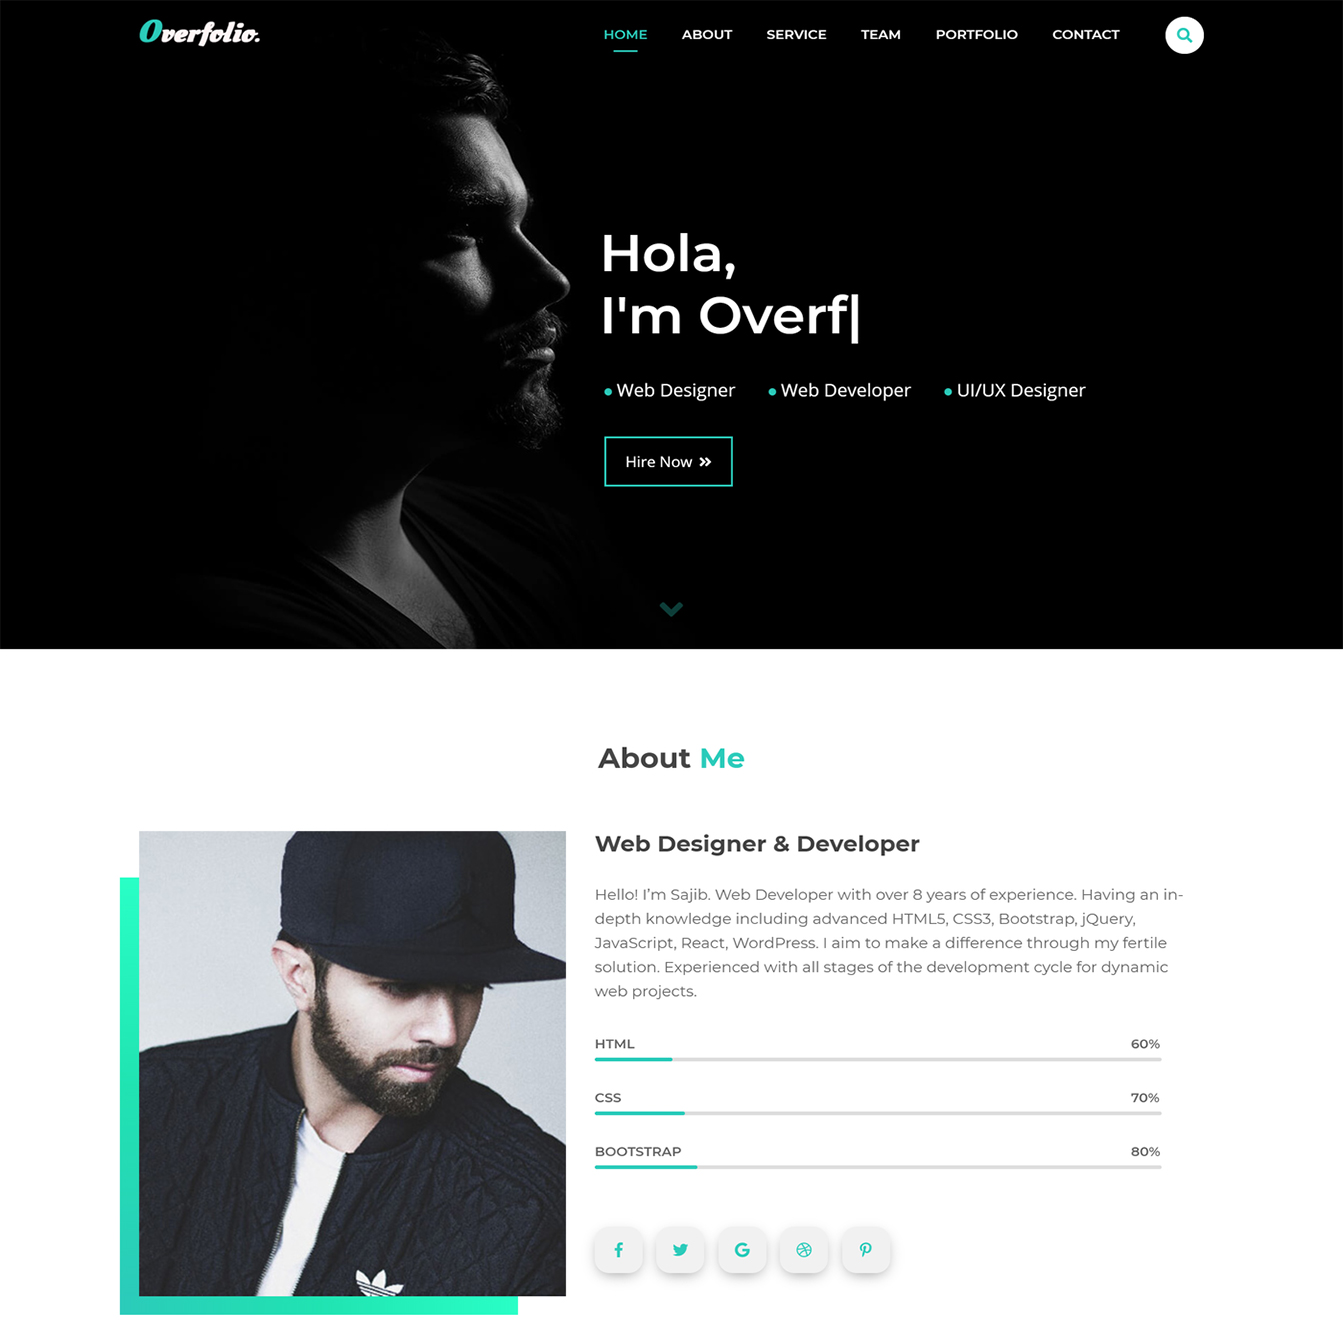 Overfolio.
HOME ABOUT SERVICE TEAM PORTFOLIO CONTACT
Hola,
I'm Overf|
Web Designer Web Developer UI/UX Designer
Hire Now
About Me
Web Designer & Developer
Hello! I’m Sajib. Web Developer with over 8 years of experience. Having an in-
depth knowledge including advanced HTML5, CSS3, Bootstrap, jQuery,
JavaScript, React, WordPress. I aim to make a difference through my fertile
solution. Experienced with all stages of the development cycle for dynamic
web projects.
HTML 60%
CSS 70%
BOOTSTRAP 80%